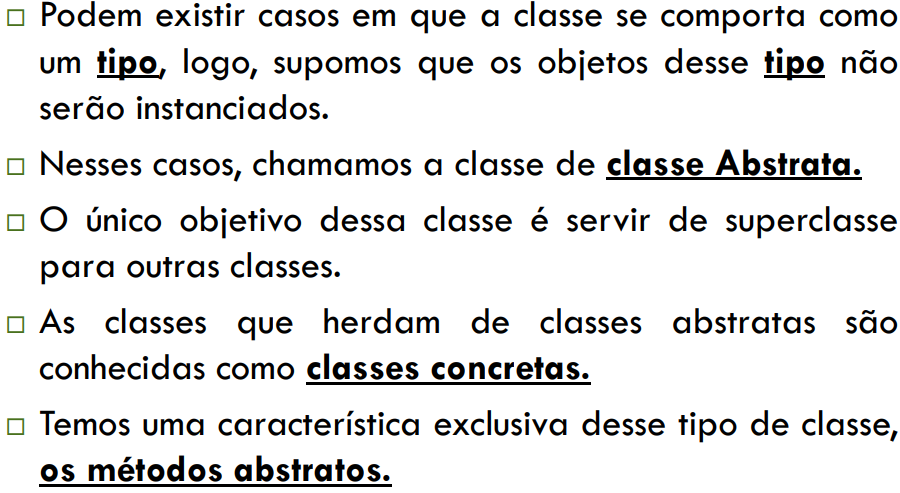 Podem existir casos em que a classe se comporta como
um tipo, logo, supomos que os objetos desse tipo não
serão instanciados.
Nesses casos, chamamos a classe de classe Abstrata.
O único objetivo dessa classe é servir de superclasse
para outras classes.
As classes que herdam de classes abstratas são
conhecidas como classes concretas.
Temos uma característica exclusiva desse tipo de classe,
os métodos abstratos.